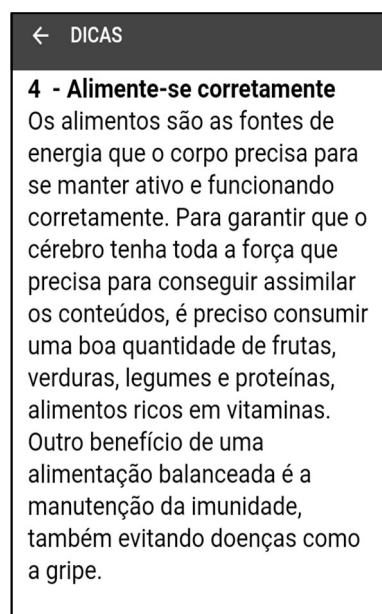 ← DICAS
4 - Alimente-se corretamente
Os alimentos são as fontes de
energia que o corpo precisa para
se manter ativo e funcionando
corretamente. Para garantir que o
cérebro tenha toda a força que
precisa para conseguir assimilar
os conteúdos, é preciso consumir
uma boa quantidade de frutas,
verduras, legumes e proteínas,
alimentos ricos em vitaminas.
Outro benefício de uma
alimentação balanceada é a
manutenção da imunidade,
também evitando doenças como
a gripe.